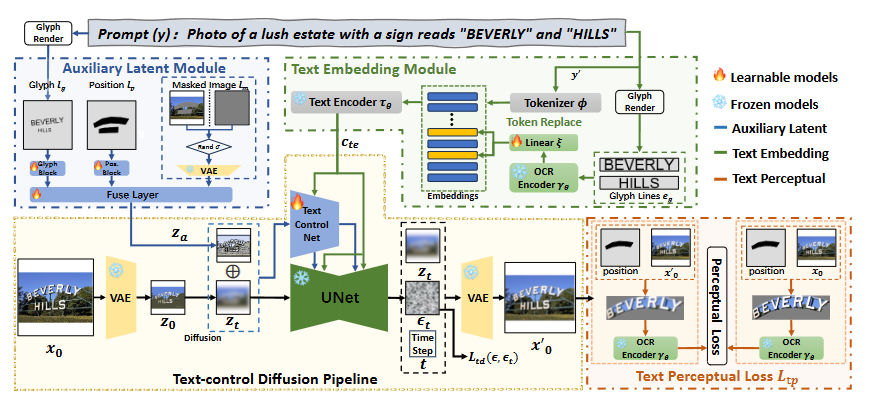 Glyph Render
Prompt (y) : Photo of a lush estate with a sign reads "BEVERLY" and "HILLS"
Auxiliary Latent Module
Glyph l_g
Position l_p
Masked Image l_m
BEVERLY
HILLS
Rand σ
VAE
Glyph Block
Pos. Block
Fuse Layer
Text Embedding Module
y'
Text Encoder τ_θ
Tokenizer ϕ
Glyph Render
Token Replace
Linear ξ
OCR Encoder γ_θ
BEVERLY
HILLS
Glyph Lines e_g
Embeddings
c_te
Learnable models
Frozen models
Auxiliary Latent
Text Embedding
Text Perceptual
z_a
Text Control Net
UNet
BEVERLY
HILLS
x_0
VAE
z_0
Diffusion
z_t
z_t
ϵ_t
Time Step
t
VAE
BEVERLY
HILLS
x'_0
L_td(ϵ, ϵ_t)
Text-control Diffusion Pipeline
position
x'_0
position
x_0
BEVERLY
BEVERLY
Perceptual Loss
OCR Encoder γ_θ
OCR Encoder γ_θ
Text Perceptual Loss L_tp